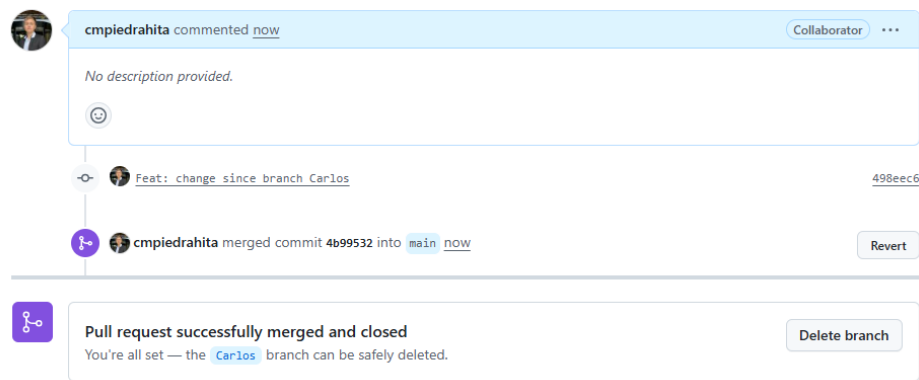 cmpiedrahita commented now
Collaborator
No description provided.
Feat: change since branch Carlos
498eec6
cmpiedrahita merged commit 4b99532 into main now
Revert
Pull request successfully merged and closed
You're all set — the Carlos branch can be safely deleted.
Delete branch